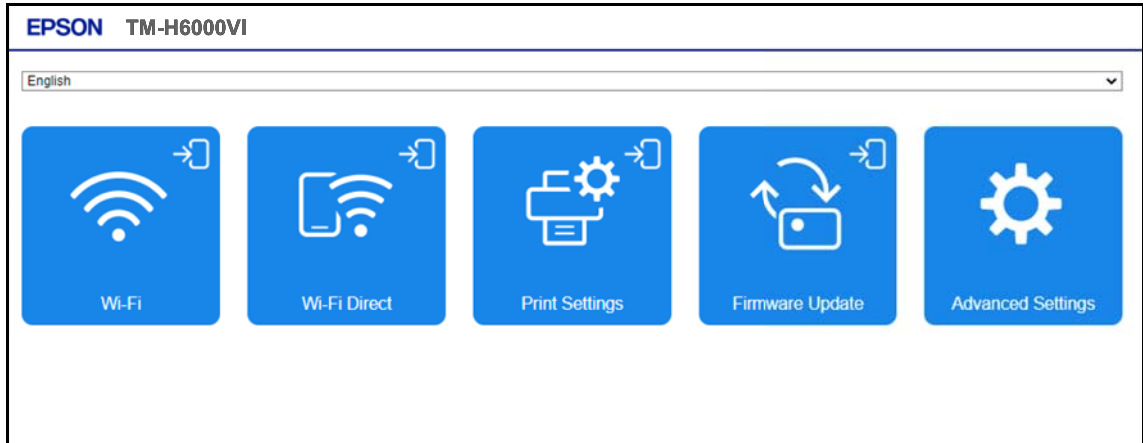 EPSON TM-H6000VI
English
Wi-Fi Wi-Fi Direct Print Settings Firmware Update Advanced Settings